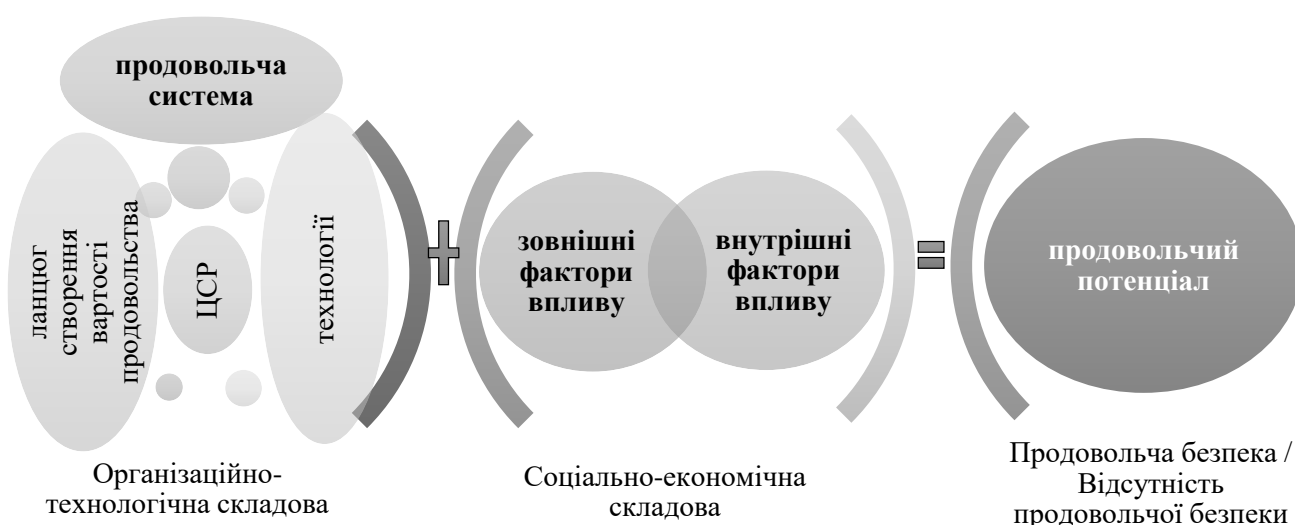 продовольча
система
ланцюг
створення
вартості
продовольства
ЦСР
технології
зовнішні
фактори
впливу
внутрішні
фактори
впливу
продовольчий
потенціал
Організаційно-
технологічна складова
Соціально-економічна
складова
Продовольча безпека /
Відсутність
продовольчої безпеки